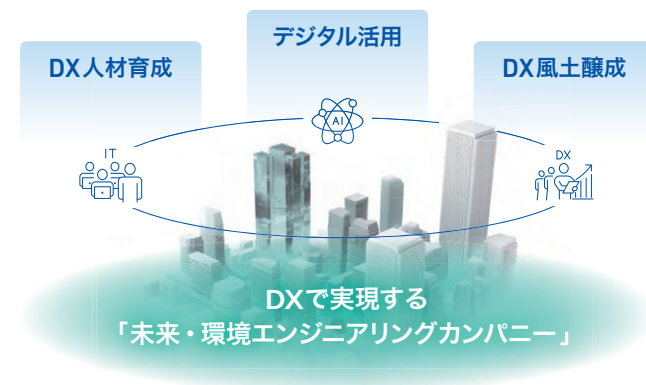 デジタル活用
DX人材育成
DX風土醸成
AI
IT
DX
DXで実現する
「未来・環境エンジニアリングカンパニー」